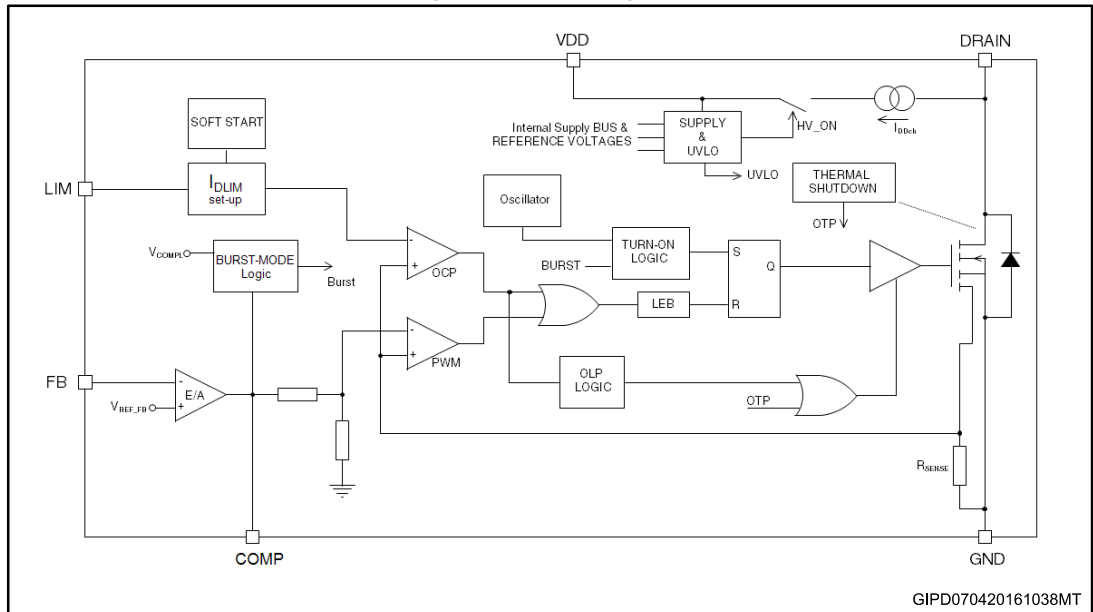 VDD
DRAIN
SOFT START
Internal Supply BUS &
REFERENCE VOLTAGES
SUPPLY
&
UVLO
HV_ON
IDDch
LIM
IDLIM
set-up
UVLO
THERMAL
SHUTDOWN
OTP
Oscillator
VCOMPL
BURST-MODE
Logic
Burst
-
+
OCP
BURST
TURN-ON
LOGIC
S
Q
R
LEB
-
+
PWM
FB
-
E/A
VREF_FB
+
OLP
LOGIC
OTP
RSENSE
COMP
GND
GIPD070420161038MT